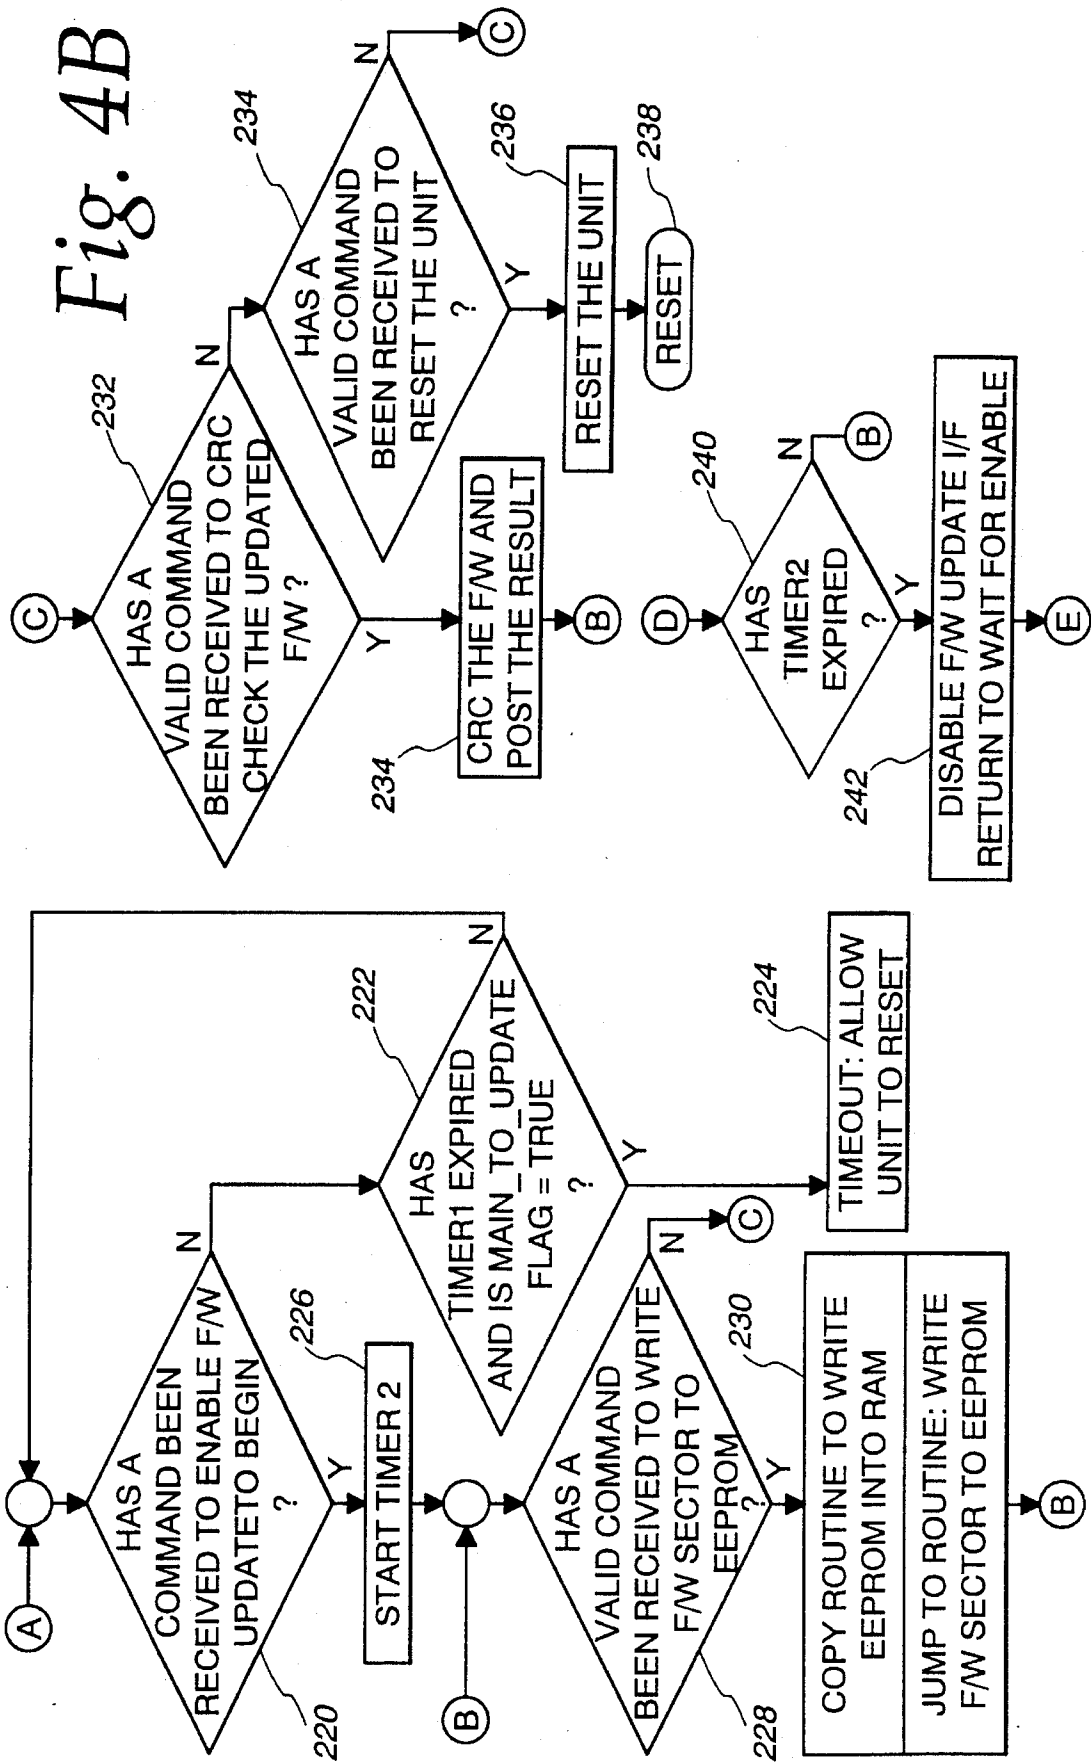 Fig. 4B
A
HAS A
COMMAND BEEN
RECEIVED TO ENABLE F/W
UPDATETO BEGIN
?
220
N
Y
226
START TIMER 2
B
222
HAS
TIMER1 EXPIRED
AND IS MAIN_TO_UPDATE
FLAG = TRUE
?
N
Y
224
TIMEOUT: ALLOW
UNIT TO RESET
HAS A
VALID COMMAND
BEEN RECEIVED TO WRITE
F/W SECTOR TO
EEPROM
?
228
N
C
Y
230
COPY ROUTINE TO WRITE
EEPROM INTO RAM
JUMP TO ROUTINE: WRITE
F/W SECTOR TO EEPROM
B
C
232
HAS A
VALID COMMAND
BEEN RECEIVED TO CRC
CHECK THE UPDATED
F/W ?
N
Y
234
CRC THE F/W AND
POST THE RESULT
B
234
HAS A
VALID COMMAND
BEEN RECEIVED TO
RESET THE UNIT
?
N
C
Y
236
RESET THE UNIT
238
RESET
D
240
HAS
TIMER2
EXPIRED
?
N
B
Y
242
DISABLE F/W UPDATE I/F
RETURN TO WAIT FOR ENABLE
E